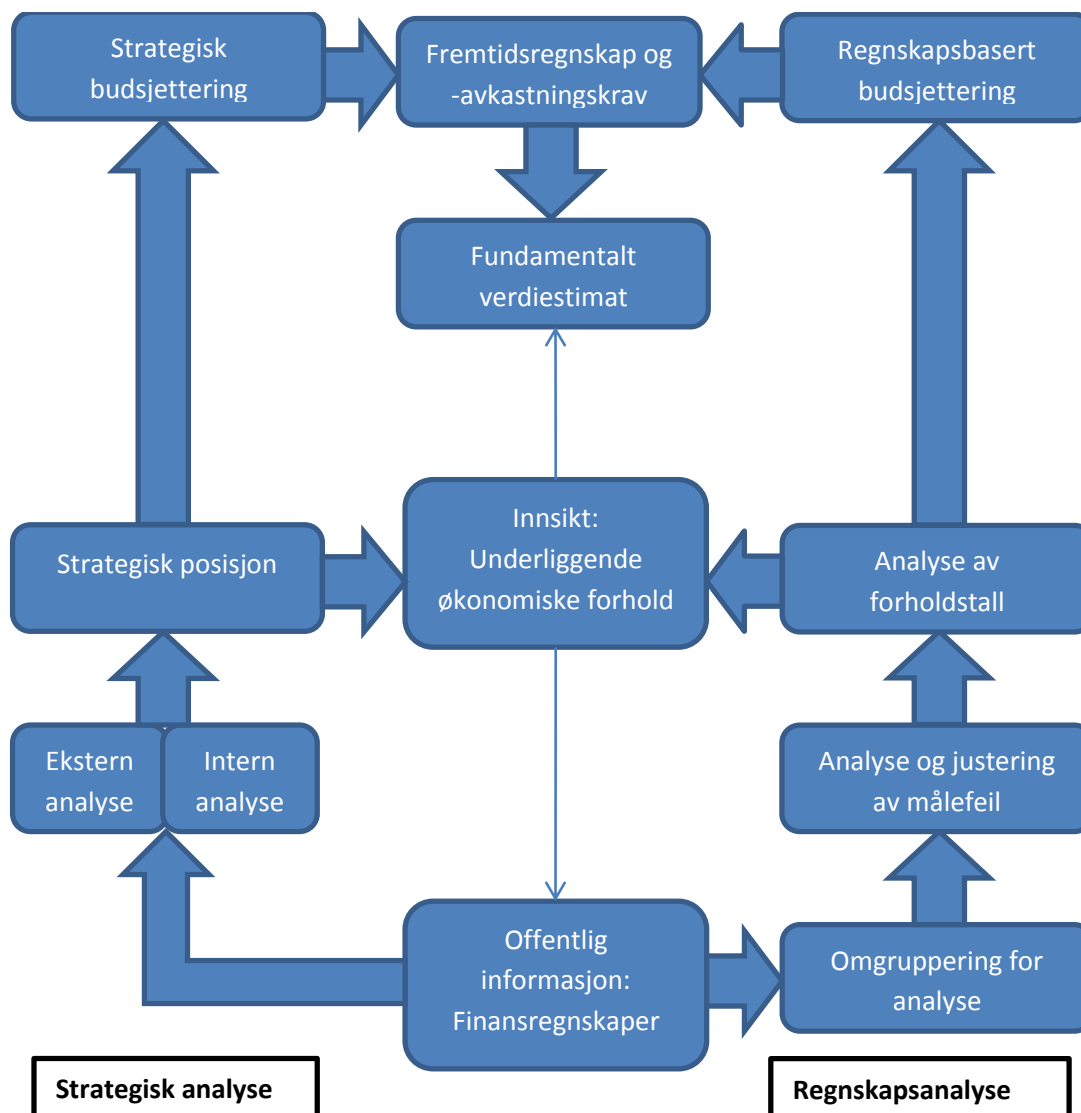 Strategisk
budsjettering
Fremtidsregnskap og
-avkastningskrav
Regnskapsbasert
budsjettering
Fundamentalt
verdiestimat
Strategisk posisjon
Innsikt:
Underliggende
økonomiske forhold
Analyse av
forholdstall
Ekstern
analyse
Intern
analyse
Analyse og justering
av målefeil
Offentlig
informasjon:
Finansregnskaper
Omgruppering for
analyse
Strategisk analyse
Regnskapsanalyse